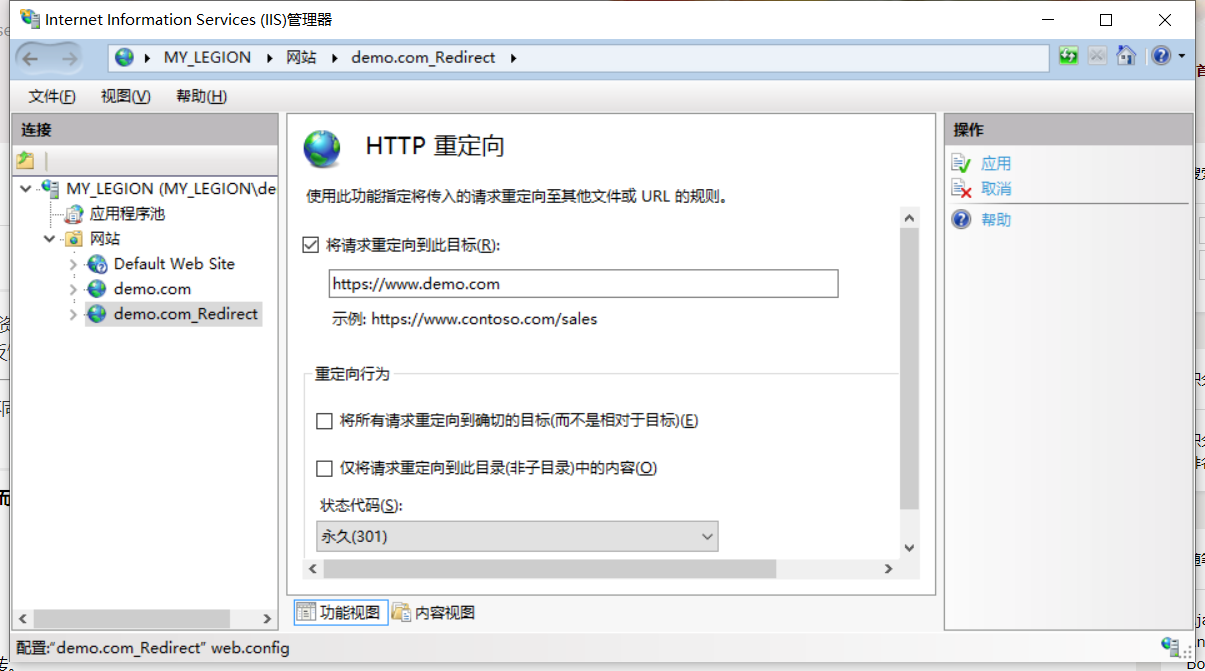 Internet Information Services (IIS)管理器
MY_LEGION 网站 demo.com_Redirect
文件(F) 视图(V) 帮助(H)
连接
MY_LEGION (MY_LEGION\de
应用程序池
网站
Default Web Site
demo.com
demo.com_Redirect
HTTP 重定向
使用此功能指定将传入的请求重定向至其他文件或 URL 的规则。
将请求重定向到此目标(R):
https://www.demo.com
示例: https://www.contoso.com/sales
重定向行为
将所有请求重定向到确切的目标(而不是相对于目标)(E)
仅将请求重定向到此目录(非子目录)中的内容(O)
状态代码(S):
永久(301)
功能视图 内容视图
操作
应用
取消
帮助
配置:"demo.com_Redirect" web.config